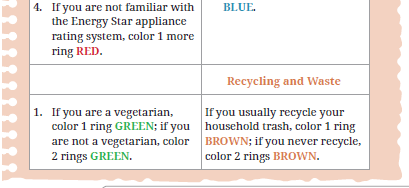 4. If you are not familiar with
the Energy Star appliance
rating system, color 1 more
ring RED.
BLUE.
Recycling and Waste
1. If you are a vegetarian,
color 1 ring GREEN; if you
are not a vegetarian, color
2 rings GREEN.
If you usually recycle your
household trash, color 1 ring
BROWN; if you never recycle,
color 2 rings BROWN.